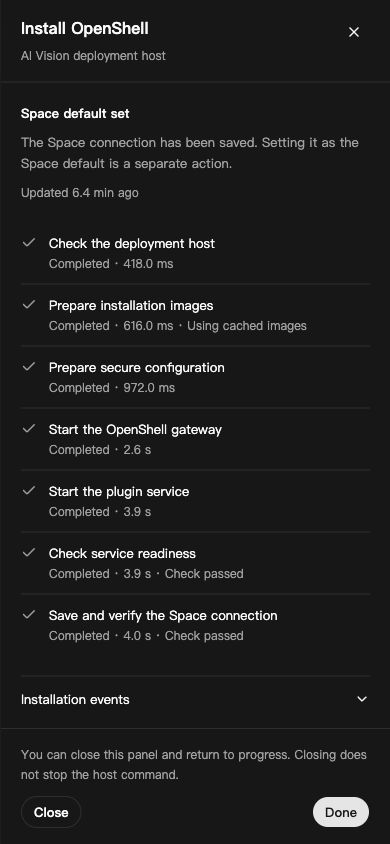 Install OpenShell
AI Vision deployment host
Space default set
The Space connection has been saved. Setting it as the
Space default is a separate action.
Updated 6.4 min ago
Check the deployment host
Completed · 418.0 ms
Prepare installation images
Completed · 616.0 ms · Using cached images
Prepare secure configuration
Completed · 972.0 ms
Start the OpenShell gateway
Completed · 2.6 s
Start the plugin service
Completed · 3.9 s
Check service readiness
Completed · 3.9 s · Check passed
Save and verify the Space connection
Completed · 4.0 s · Check passed
Installation events
You can close this panel and return to progress. Closing does
not stop the host command.
Close
Done